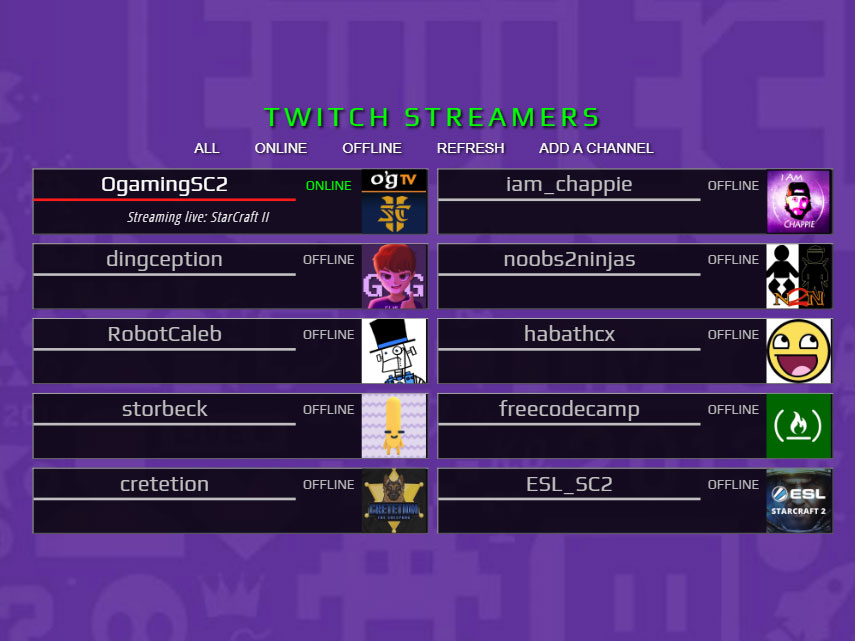 TWITCH STREAMERS
ALL ONLINE OFFLINE REFRESH ADD A CHANNEL
OgamingSC2 ONLINE
Streaming live: StarCraft II
o'g TV
SC
iam_chappie OFFLINE
I AM
CHAPPIE
dingception OFFLINE
G G
noobs2ninjas OFFLINE
N2N
RobotCaleb OFFLINE
habathcx OFFLINE
storbeck OFFLINE
freecodecamp OFFLINE
cretetion OFFLINE
CRETETION
ESL_SC2 OFFLINE
ESL
STARCRAFT 2